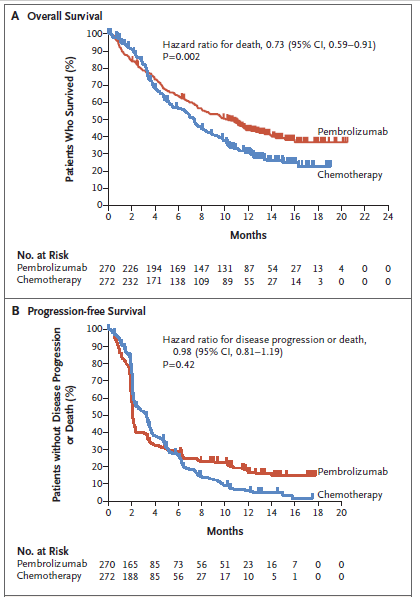 A Overall Survival
Patients Who Survived (%)
100
90
80
70
60
50
40
30
20
10
0
Hazard ratio for death, 0.73 (95% CI, 0.59–0.91)
P=0.002
Pembrolizumab
Chemotherapy
0 2 4 6 8 10 12 14 16 18 20 22 24
Months
No. at Risk
Pembrolizumab 270 226 194 169 147 131 87 54 27 13 4 0 0
Chemotherapy 272 232 171 138 109 89 55 27 14 3 0 0 0
B Progression-free Survival
Patients without Disease Progression
or Death (%)
100
90
80
70
60
50
40
30
20
10
0
Hazard ratio for disease progression or death,
0.98 (95% CI, 0.81–1.19)
P=0.42
Pembrolizumab
Chemotherapy
0 2 4 6 8 10 12 14 16 18 20
Months
No. at Risk
Pembrolizumab 270 165 85 73 56 51 23 16 7 0 0
Chemotherapy 272 188 85 56 27 17 10 5 1 0 0